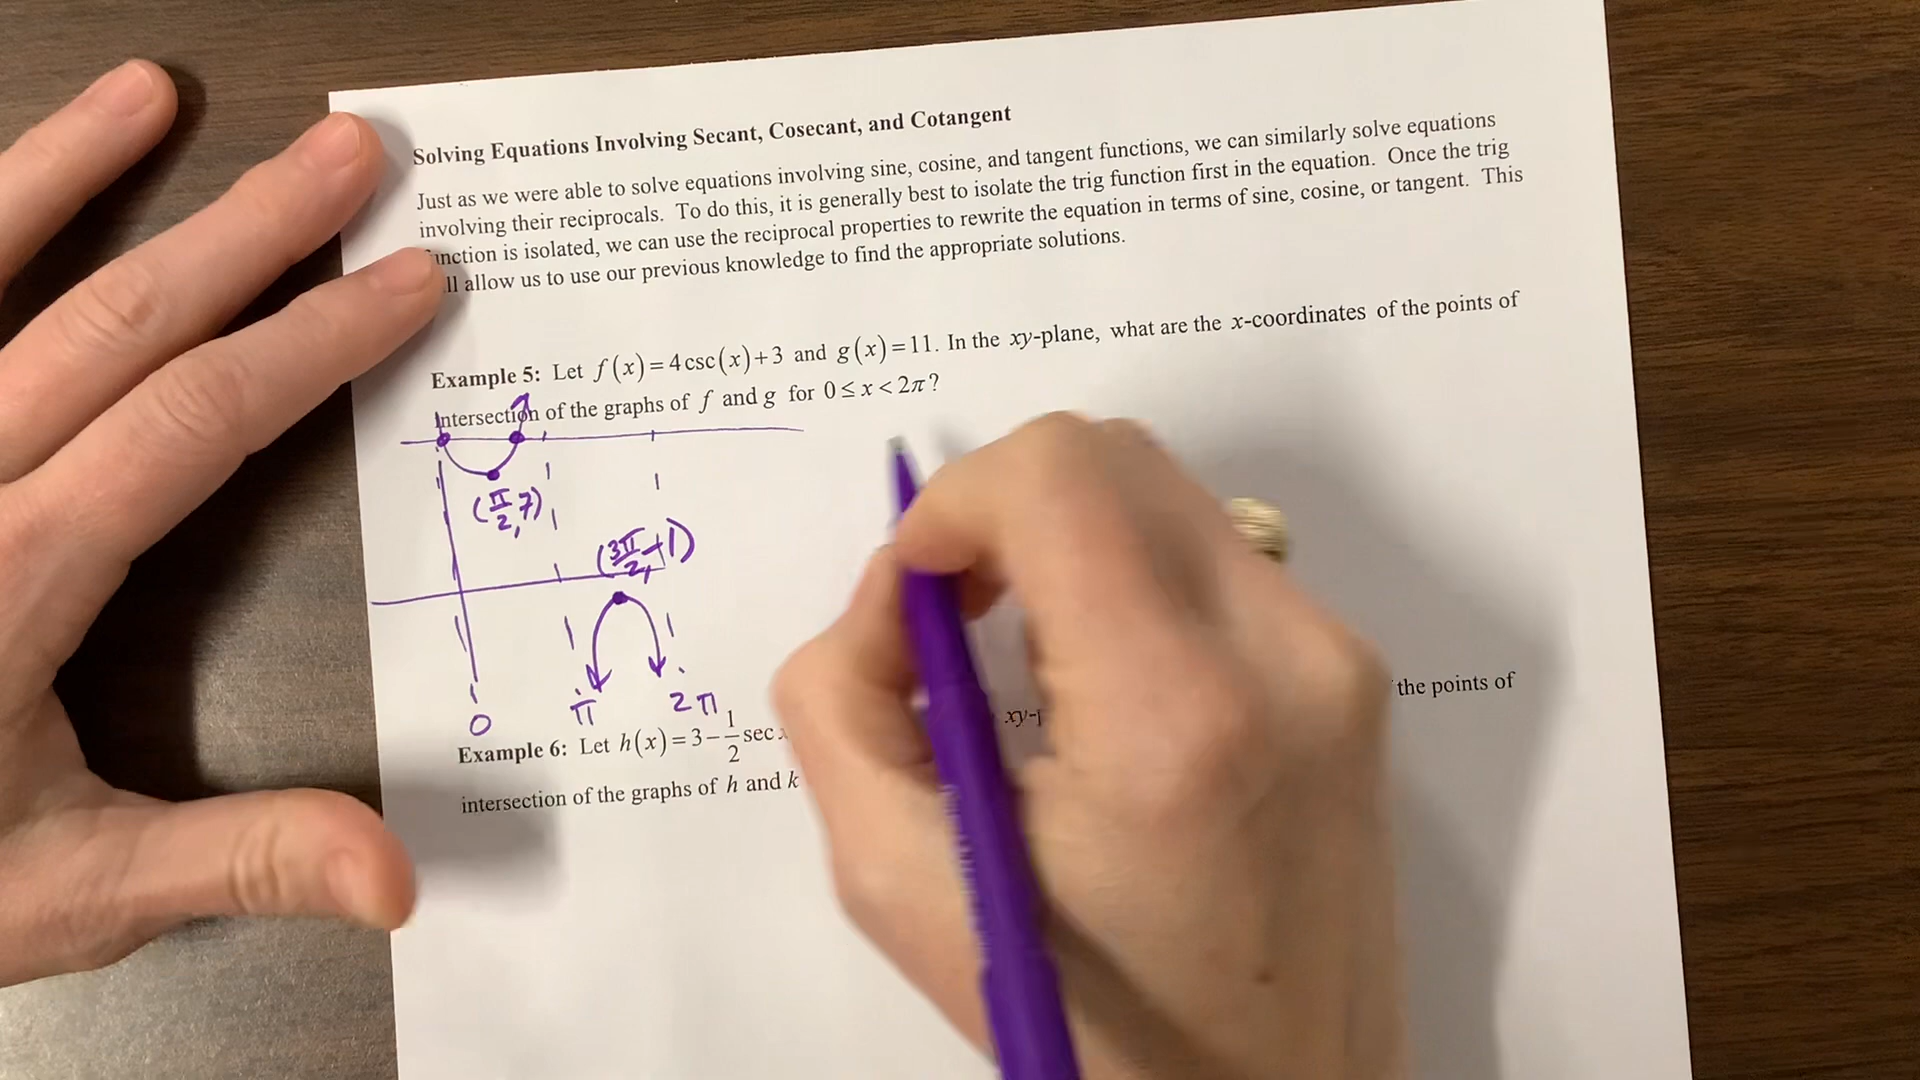 Solving Equations Involving Secant, Cosecant, and Cotangent
Just as we were able to solve equations involving sine, cosine, and tangent functions, we can similarly solve equations
involving their reciprocals. To do this, it is generally best to isolate the trig function first in the equation. Once the trig
unction is isolated, we can use the reciprocal properties to rewrite the equation in terms of sine, cosine, or tangent. This
ll allow us to use our previous knowledge to find the appropriate solutions.
Example 5: Let f(x)=4csc(x)+3 and g(x)=11. In the xy-plane, what are the x-coordinates of the points of
Intersection of the graphs of f and g for 0≤x<2π?
(π/2, 7)
(3π/2, -1)
0 π 2π
Example 6: Let h(x)=3-1/2 sec xy-p the points of
intersection of the graphs of h and k